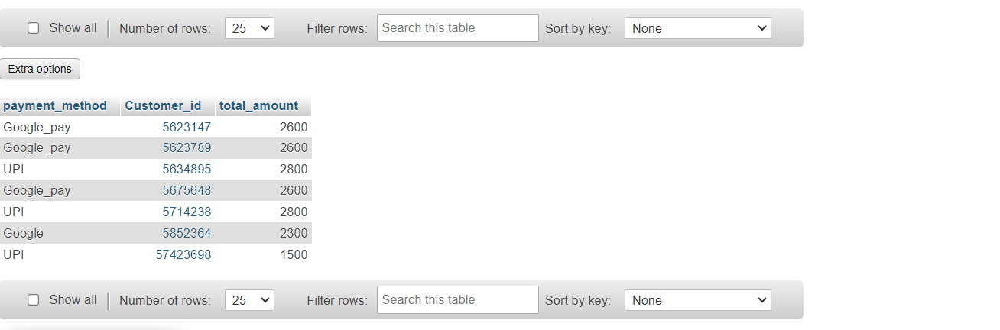 Show all Number of rows: 25 Filter rows: Search this table Sort by key: None
Extra options
payment_method Customer_id total_amount
Google_pay 5623147 2600
Google_pay 5623789 2600
UPI 5634895 2800
Google_pay 5675648 2600
UPI 5714238 2800
Google 5852364 2300
UPI 57423698 1500
Show all Number of rows: 25 Filter rows: Search this table Sort by key: None